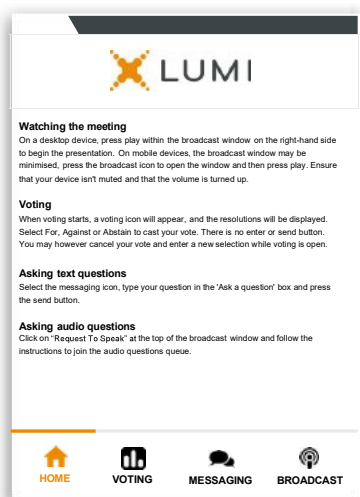 LUMI
Watching the meeting
On a desktop device, press play within the broadcast window on the right-hand side
to begin the presentation. On mobile devices, the broadcast window may be
minimised, press the broadcast icon to open the window and then press play. Ensure
that your device isn't muted and that the volume is turned up.
Voting
When voting starts, a voting icon will appear, and the resolutions will be displayed.
Select For, Against or Abstain to cast your vote. There is no enter or send button.
You may however cancel your vote and enter a new selection while voting is open.
Asking text questions
Select the messaging icon, type your question in the 'Ask a question' box and press
the send button.
Asking audio questions
Click on "Request To Speak" at the top of the broadcast window and follow the
instructions to join the audio questions queue.
HOME VOTING MESSAGING BROADCAST